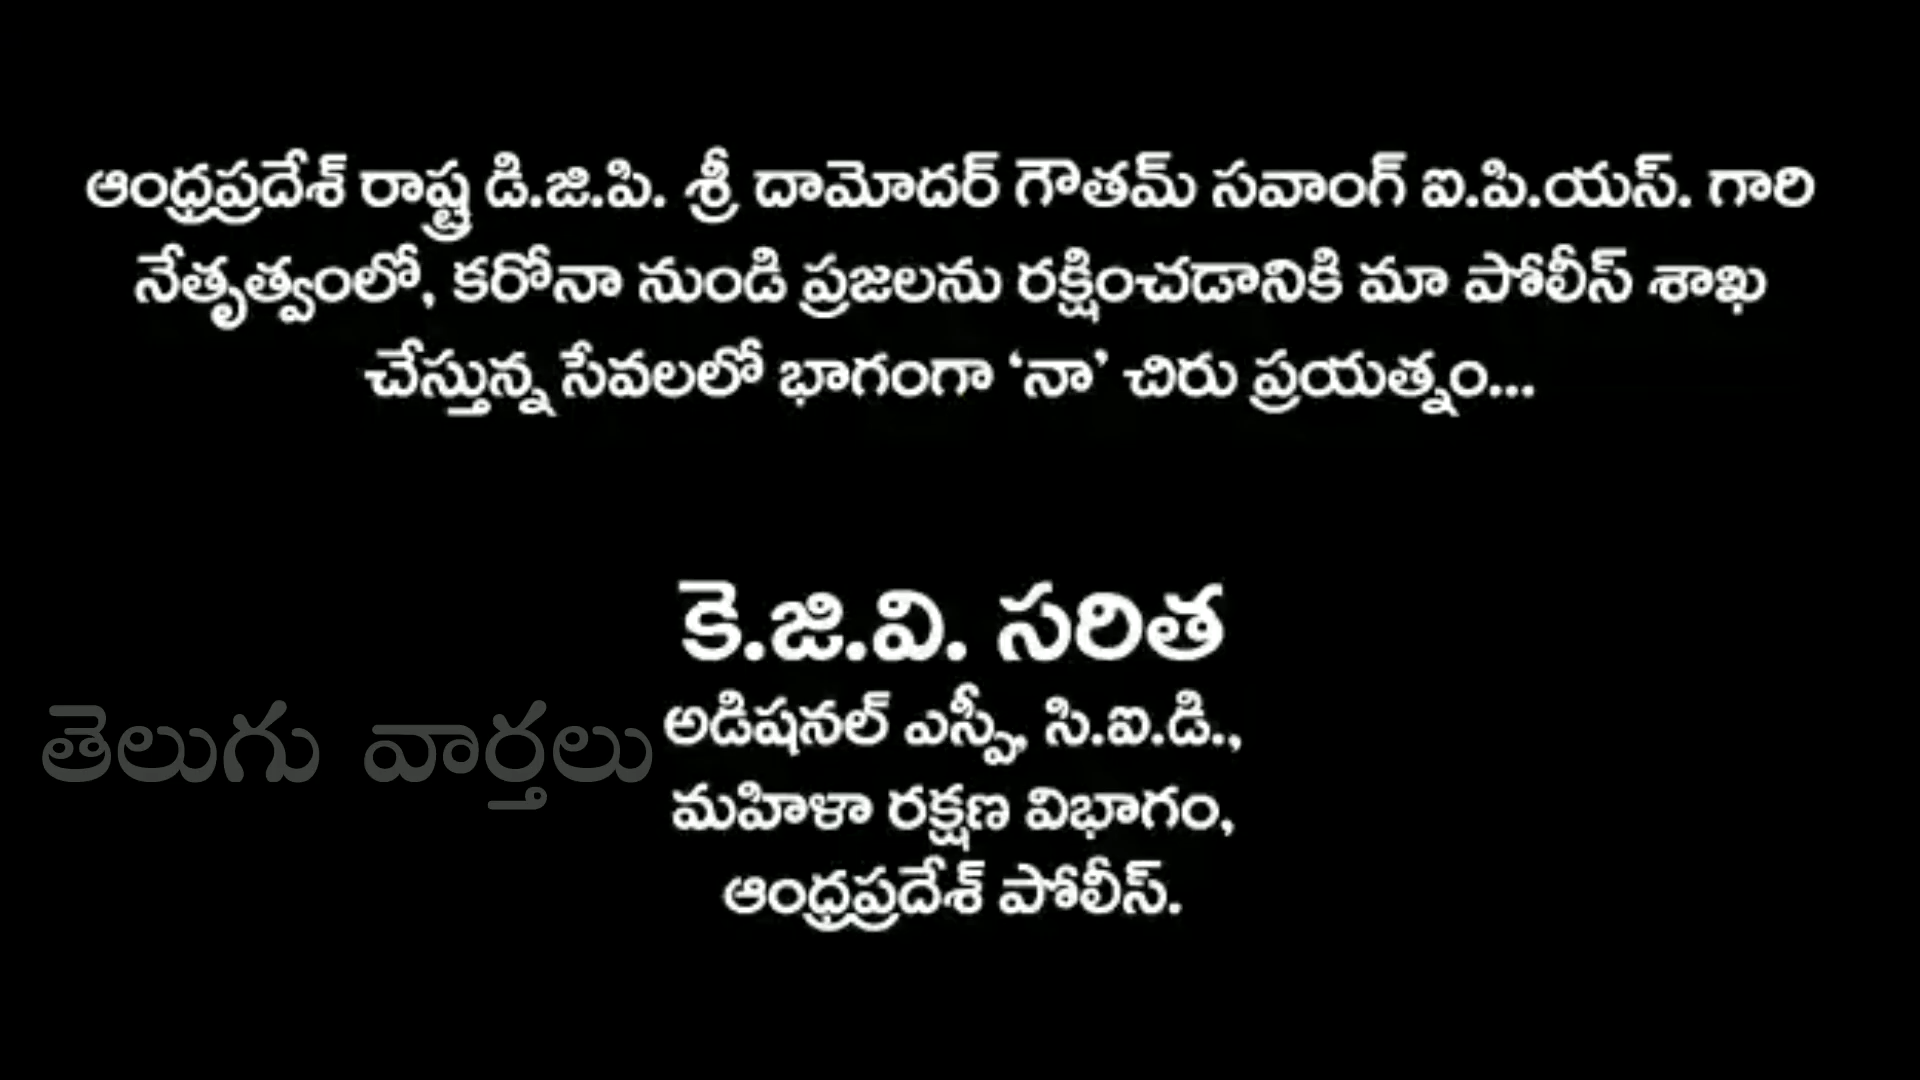 ఆంధ్రప్రదేశ్ రాష్ట్ర డి.జి.పి. శ్రీ దామోదర్ గౌతమ్ సవాంగ్ ఐ.పి.యస్. గారి
నేతృత్వంలో, కరోనా నుండి ప్రజలను రక్షించడానికి మా పోలీస్ శాఖ
చేస్తున్న సేవలలో భాగంగా ‘నా’ చిరు ప్రయత్నం...
కె.జి.వి. సరిత
అడిషనల్ ఎస్పీ, సి.ఐ.డి.,
మహిళా రక్షణ విభాగం,
ఆంధ్రప్రదేశ్ పోలీస్.
తెలుగు వార్తలు